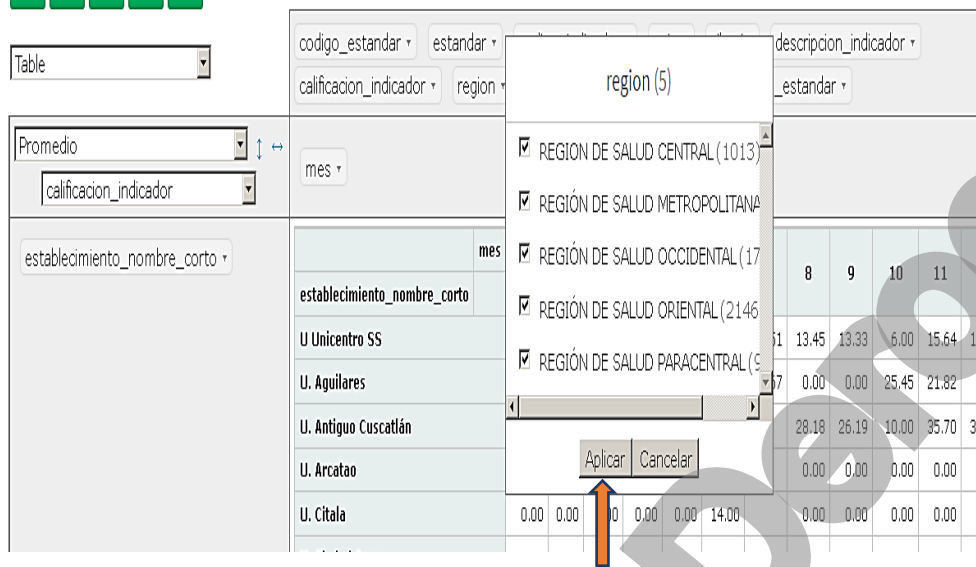 codigo_estandar estandar descripcion_indicador
Table
calificacion_indicador region _estandar
region (5)
Promedio
calificacion_indicador
mes
REGION DE SALUD CENTRAL (1013)
REGIÓN DE SALUD METROPOLITANA
REGIÓN DE SALUD OCCIDENTAL (17
REGIÓN DE SALUD ORIENTAL (2146
REGIÓN DE SALUD PARACENTRAL (9
Aplicar Cancelar
establecimiento_nombre_corto
mes 8 9 10 11
establecimiento_nombre_corto
U Unicentro SS 13.45 13.33 6.00 15.64
U. Aguilares 0.00 0.00 25.45 21.82
U. Antiguo Cuscatlán 28.18 26.19 10.00 35.70
U. Arcatao 0.00 0.00 0.00 0.00
U. Citala 0.00 0.00 0.00 0.00 14.00 0.00 0.00 0.00 0.00